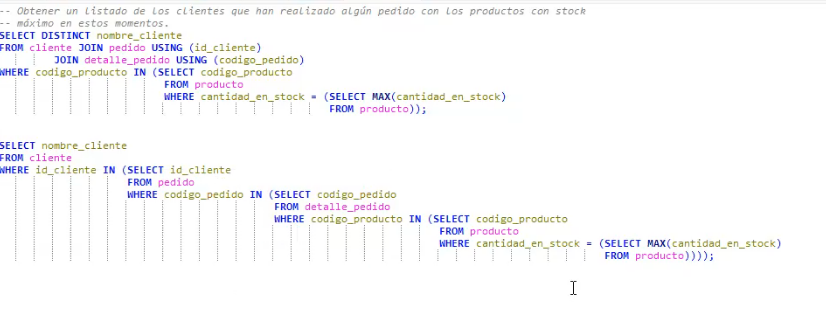 -- Obtener un listado de los clientes que han realizado algún pedido con los productos con stock
-- máximo en estos momentos.
SELECT DISTINCT nombre_cliente
FROM cliente JOIN pedido USING (id_cliente)
JOIN detalle_pedido USING (codigo_pedido)
WHERE codigo_producto IN (SELECT codigo_producto
FROM producto
WHERE cantidad_en_stock = (SELECT MAX(cantidad_en_stock)
FROM producto));
SELECT nombre_cliente
FROM cliente
WHERE id_cliente IN (SELECT id_cliente
FROM pedido
WHERE codigo_pedido IN (SELECT codigo_pedido
FROM detalle_pedido
WHERE codigo_producto IN (SELECT codigo_producto
FROM producto
WHERE cantidad_en_stock = (SELECT MAX(cantidad_en_stock)
FROM producto))));